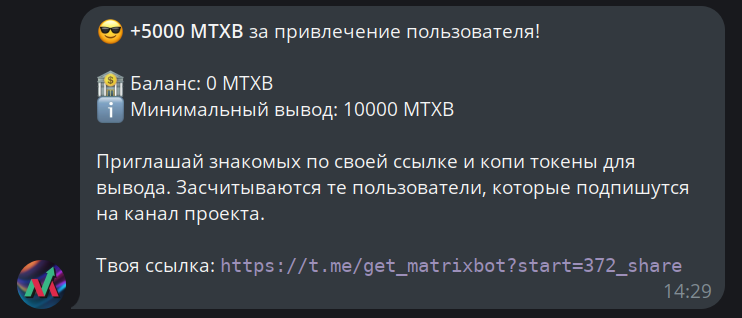 😎 +5000 MTXB за привлечение пользователя!
🏦 Баланс: 0 MTXB
ℹ️ Минимальный вывод: 10000 MTXB
Приглашай знакомых по своей ссылке и копи токены для
вывода. Засчитываются те пользователи, которые подпишутся
на канал проекта.
Твоя ссылка: https://t.me/get_matrixbot?start=372_share
14:29